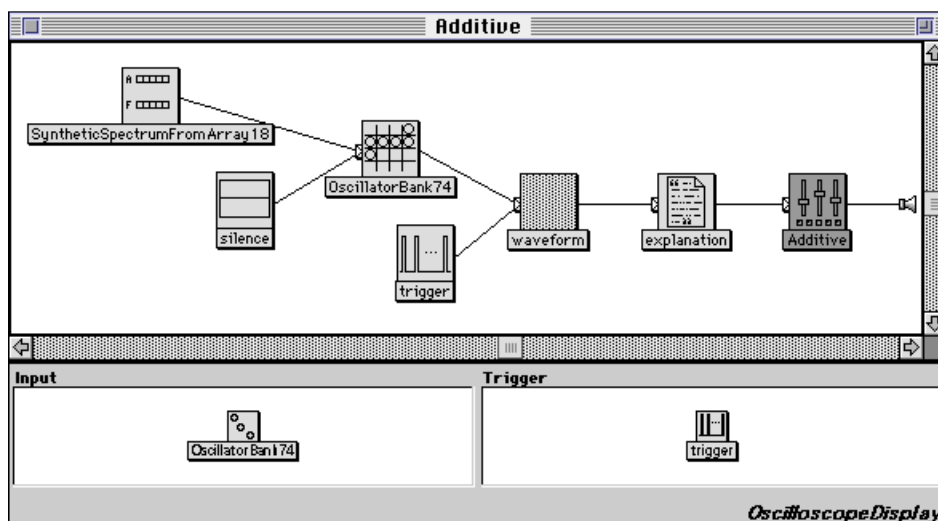 Additive
A
F
SyntheticSpectrumFromArray18
OscillatorBank74
silence
trigger
waveform
explanation
Additive
Input
Trigger
OscillatorBank74
trigger
OscilloscopeDisplay